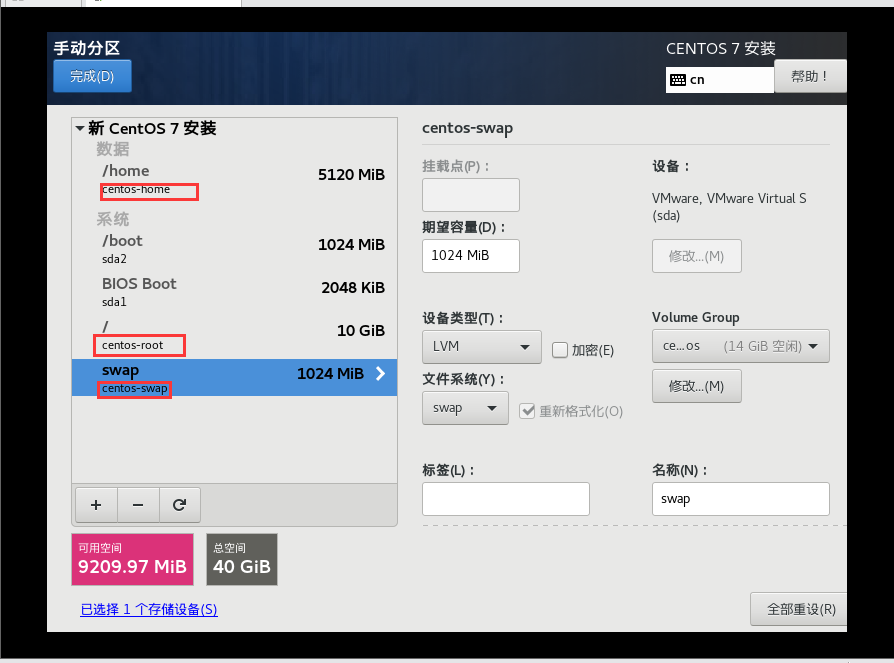 手动分区
CENTOS 7 安装
完成(D)
cn
帮助！
新 CentOS 7 安装
数据
/home
5120 MiB
centos-home
系统
/boot
1024 MiB
sda2
BIOS Boot
2048 KiB
sda1
/
10 GiB
centos-root
swap
1024 MiB
centos-swap
+
−
可用空间
9209.97 MiB
总空间
40 GiB
已选择 1 个存储设备(S)
centos-swap
挂载点(P)：
设备：
VMware, VMware Virtual S
(sda)
期望容量(D)：
1024 MiB
修改...(M)
设备类型(T)：
Volume Group
LVM
加密(E)
ce...os (14 GiB 空闲)
文件系统(Y)：
修改...(M)
swap
重新格式化(O)
标签(L)：
名称(N)：
swap
全部重设(R)